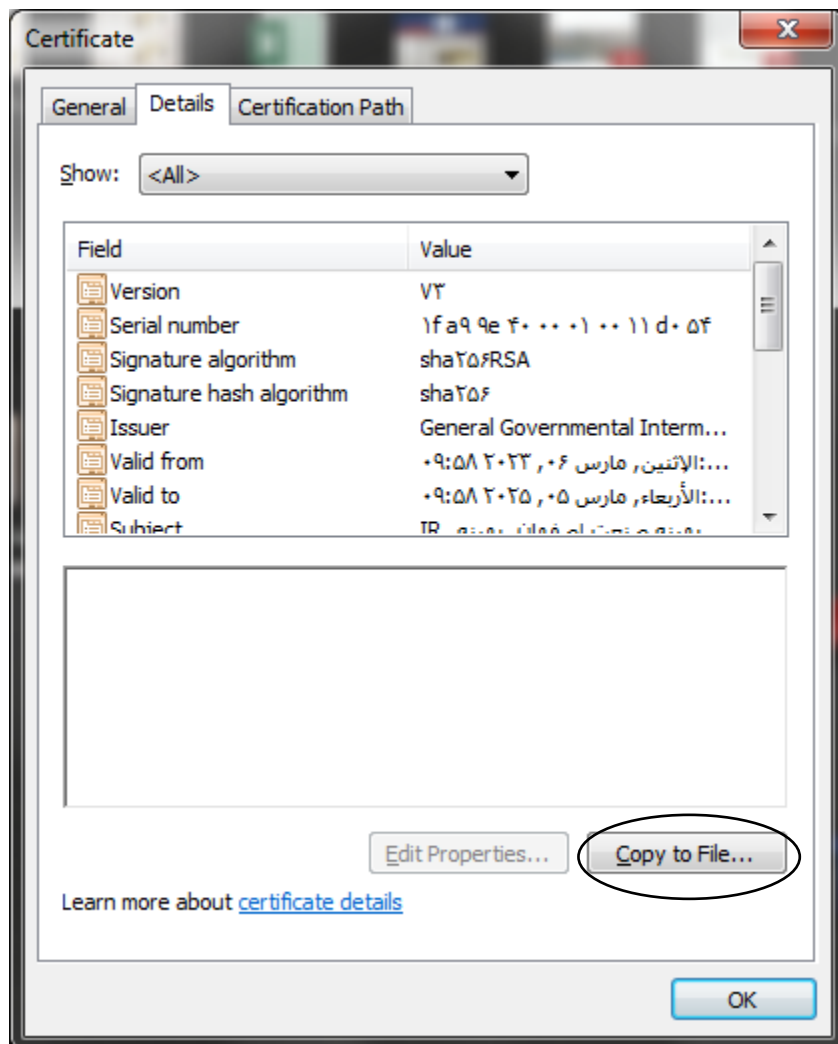 Certificate
General Details Certification Path
Show: <All>
Field Value
Version V۳
Serial number ۱f a۹ ۹e ۴۰ ۰۰ ۰۱ ۰۰ ۱۱ d۰ ۵۴
Signature algorithm sha۲۵۶RSA
Signature hash algorithm sha۲۵۶
Issuer General Governmental Interm...
Valid from الإثنين, مارس ۰۶, ۲۰۲۳ ۰۹:۵۸:...
Valid to الأربعاء, مارس ۰۵, ۲۰۲۵ ۰۹:۵۸:...
Subject IR
Edit Properties... Copy to File...
Learn more about certificate details
OK